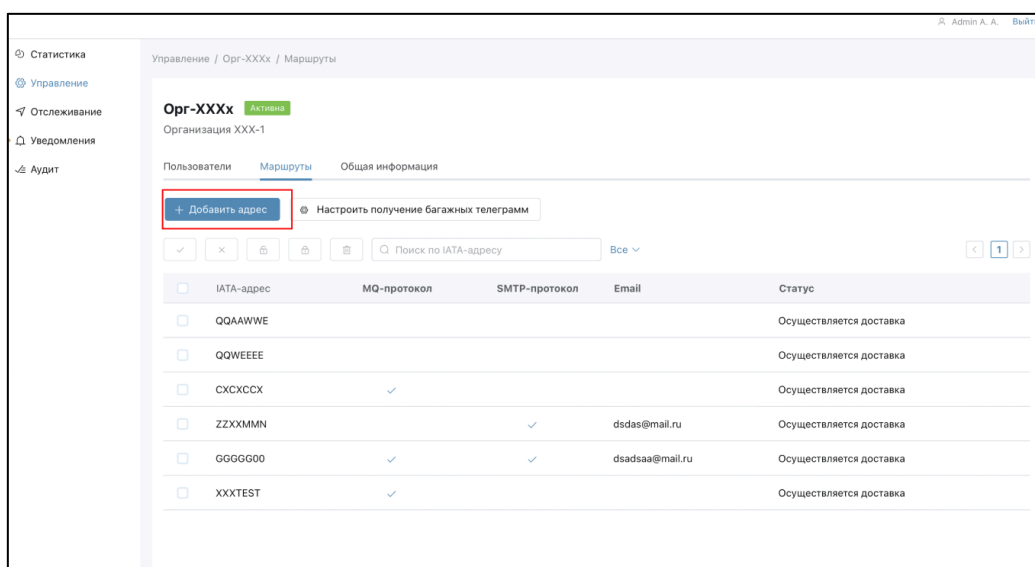 Admin A. A. Выйти
Статистика
Управление
Отслеживание
Уведомления
Аудит
Управление / Орг-XXXx / Маршруты
Орг-XXXx Активна
Организация XXX-1
Пользователи Маршруты Общая информация
+ Добавить адрес Настроить получение багажных телеграмм
Поиск по IATA-адресу Все < 1 >
IATA-адрес MQ-протокол SMTP-протокол Email Статус
QQAAWWE Осуществляется доставка
QQWEEEE Осуществляется доставка
CXCXCCX Осуществляется доставка
ZZXXMMN dsdas@mail.ru Осуществляется доставка
GGGGG00 dsadsaa@mail.ru Осуществляется доставка
XXXTEST Осуществляется доставка